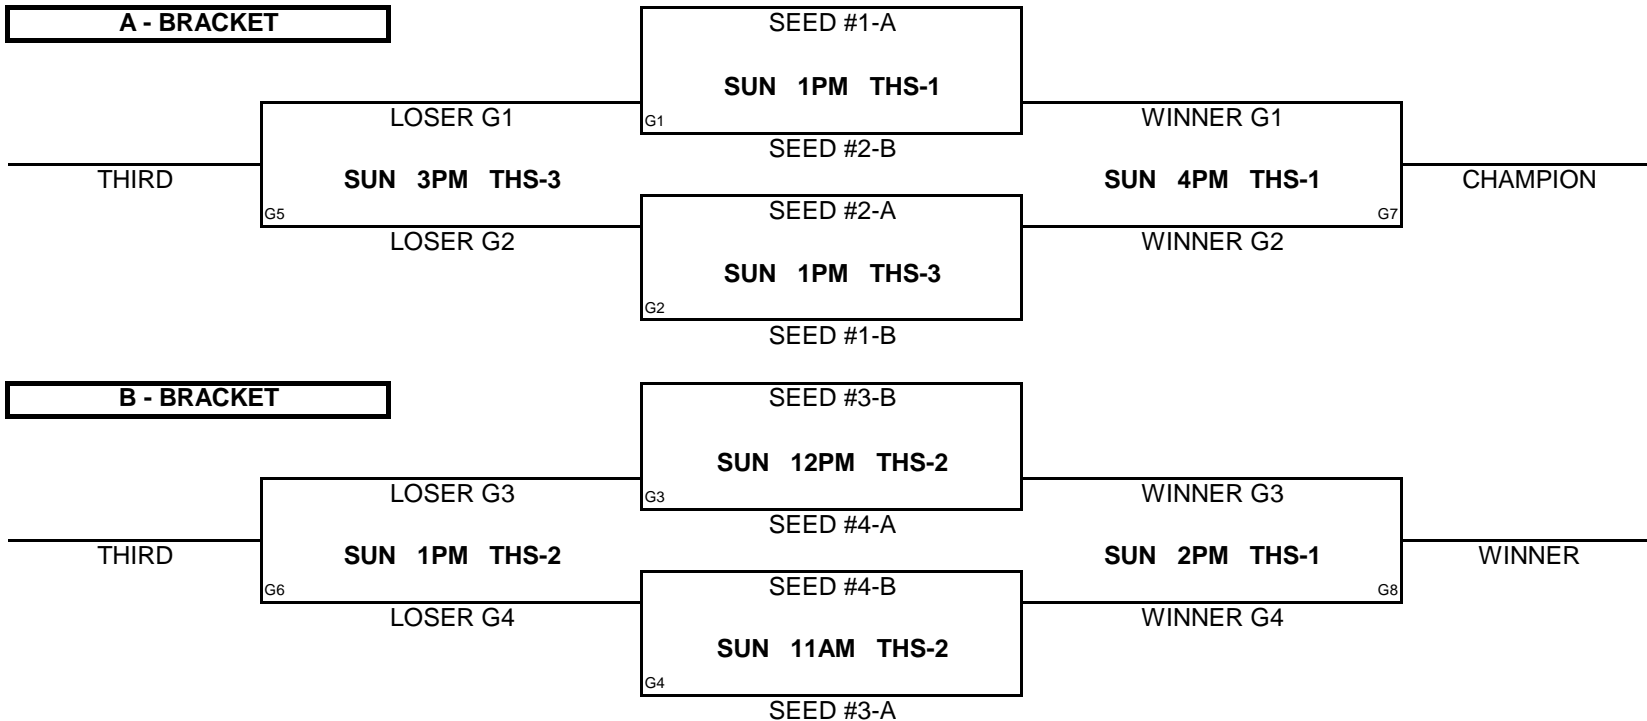 A - BRACKET
SEED #1-A
SUN 1PM THS-1
LOSER G1
G1
WINNER G1
SEED #2-B
THIRD
SUN 3PM THS-3
SUN 4PM THS-1
CHAMPION
G5
SEED #2-A
G7
LOSER G2
WINNER G2
SUN 1PM THS-3
G2
SEED #1-B
B - BRACKET
SEED #3-B
SUN 12PM THS-2
LOSER G3
G3
WINNER G3
SEED #4-A
THIRD
SUN 1PM THS-2
SUN 2PM THS-1
WINNER
G6
SEED #4-B
G8
LOSER G4
WINNER G4
SUN 11AM THS-2
G4
SEED #3-A